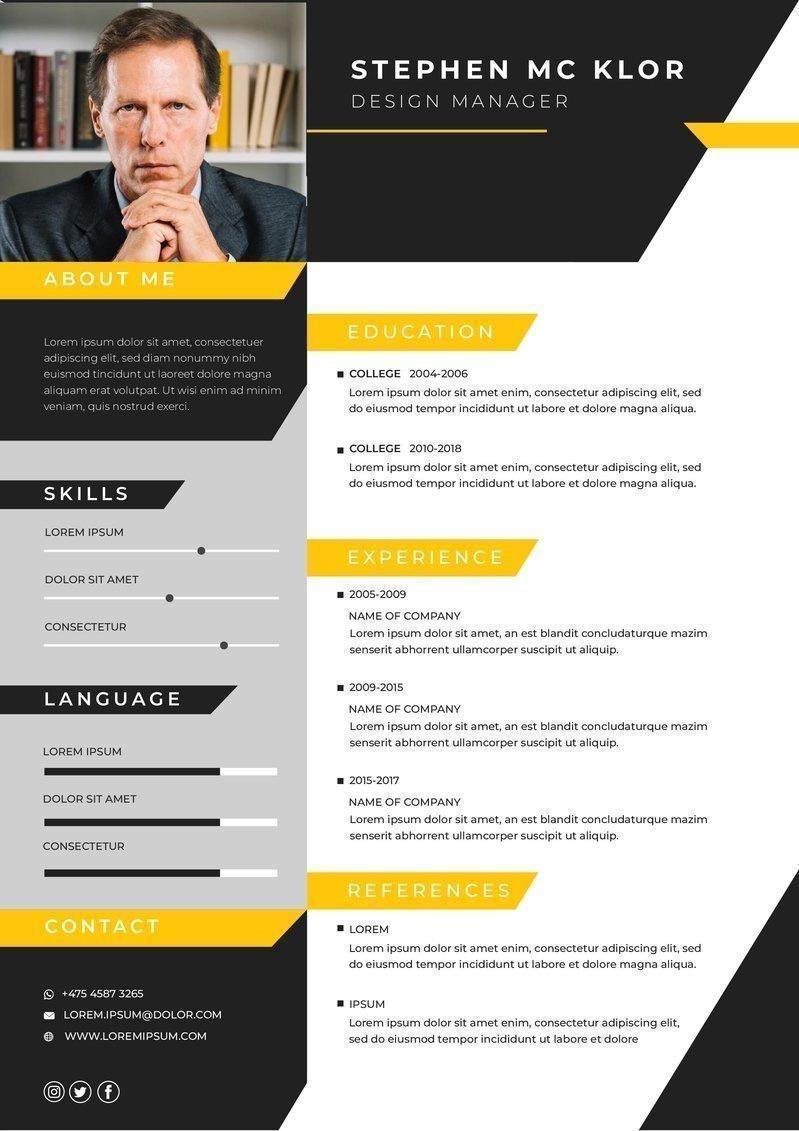 STEPHEN MC KLOR
DESIGN MANAGER
ABOUT ME
Lorem ipsum dolor sit amet, consectetuer
adipiscing elit, sed diam nonummy nibh
euismod tincidunt ut laoreet dolore magna
aliquam erat volutpat. Ut wisi enim ad minim
veniam, quis nostrud exerci.
SKILLS
LOREM IPSUM
DOLOR SIT AMET
CONSECTETUR
LANGUAGE
LOREM IPSUM
DOLOR SIT AMET
CONSECTETUR
CONTACT
+475 4587 3265
LOREM.IPSUM@DOLOR.COM
WWW.LOREMIPSUM.COM
EDUCATION
COLLEGE 2004-2006
Lorem ipsum dolor sit amet enim, consectetur adipiscing elit, sed
do eiusmod tempor incididunt ut labore et dolore magna aliqua.
COLLEGE 2010-2018
Lorem ipsum dolor sit amet enim, consectetur adipiscing elit, sed
do eiusmod tempor incididunt ut labore et dolore magna aliqua.
EXPERIENCE
2005-2009
NAME OF COMPANY
Lorem ipsum dolor sit amet, an est blandit concludaturque mazim
senserit abhorrent ullamcorper suscipit ut aliquip.
2009-2015
NAME OF COMPANY
Lorem ipsum dolor sit amet, an est blandit concludaturque mazim
senserit abhorrent ullamcorper suscipit ut aliquip.
2015-2017
NAME OF COMPANY
Lorem ipsum dolor sit amet, an est blandit concludaturque mazim
senserit abhorrent ullamcorper suscipit ut aliquip.
REFERENCES
LOREM
Lorem ipsum dolor sit amet enim, consectetur adipiscing elit, sed
do eiusmod tempor incididunt ut labore et dolore magna aliqua.
IPSUM
Lorem ipsum dolor sit amet enim, consectetur adipiscing elit,
sed do eiusmod tempor incididunt ut labore et dolore